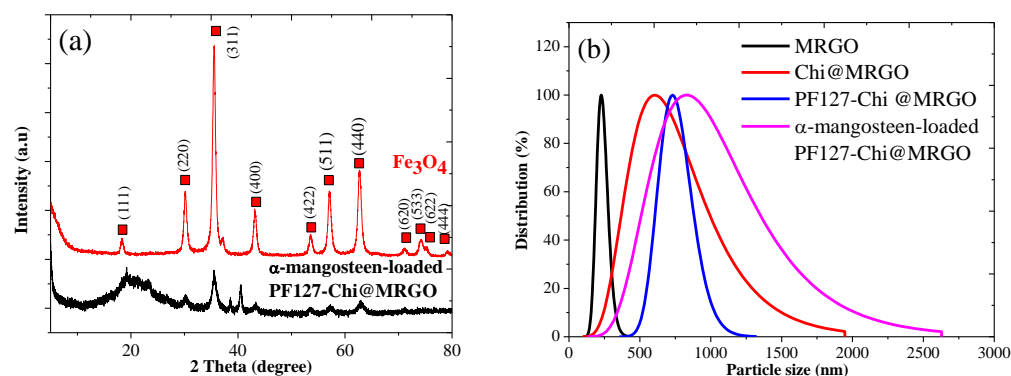 (a)
(111)
(220)
(311)
(400)
(422)
(511)
(440)
(620)
(533)
(622)
(444)
Fe₃O₄
α-mangosteen-loaded
PF127-Chi@MRGO
Intensity (a.u)
20
40
60
80
2 Theta (degree)
(b)
MRGO
Chi@MRGO
PF127-Chi @MRGO
α-mangosteen-loaded
PF127-Chi@MRGO
Distribution (%)
120
100
80
60
40
20
0
0
500
1000
1500
2000
2500
3000
Particle size (nm)